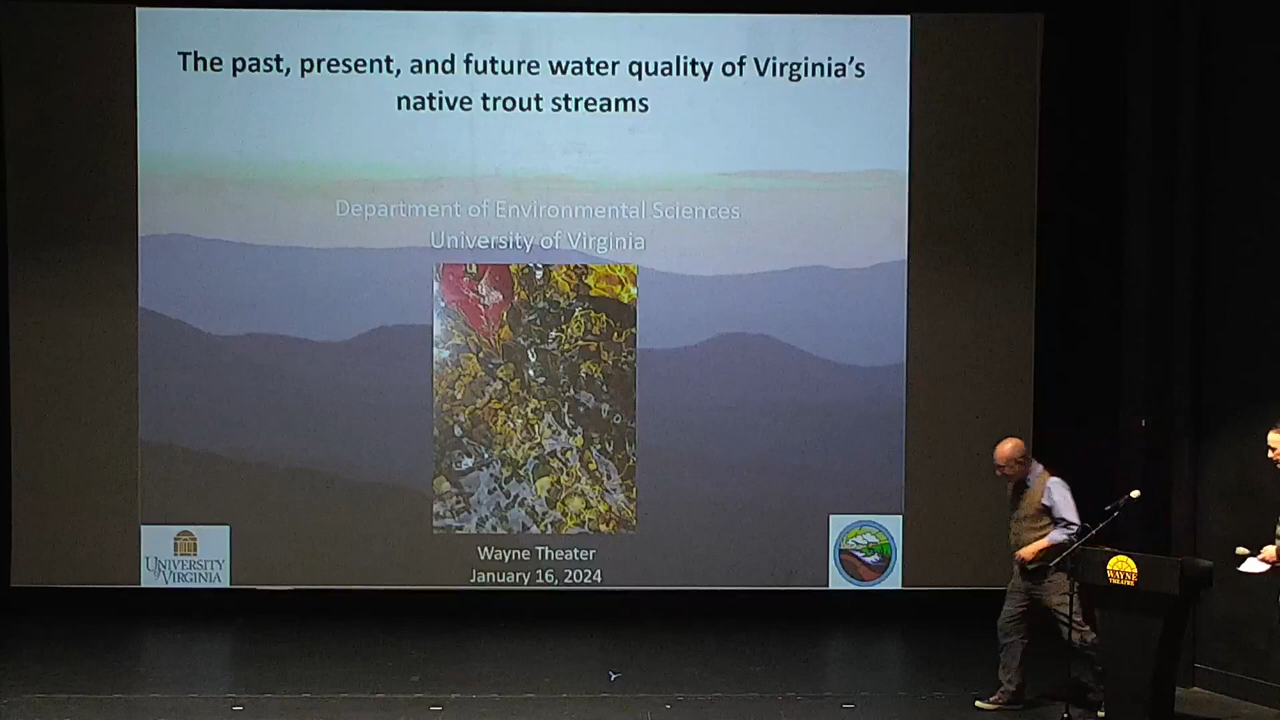 The past, present, and future water quality of Virginia's
native trout streams
Department of Environmental Sciences
University of Virginia
Wayne Theater
January 16, 2024
UNIVERSITY
of VIRGINIA
WAYNE
THEATRE